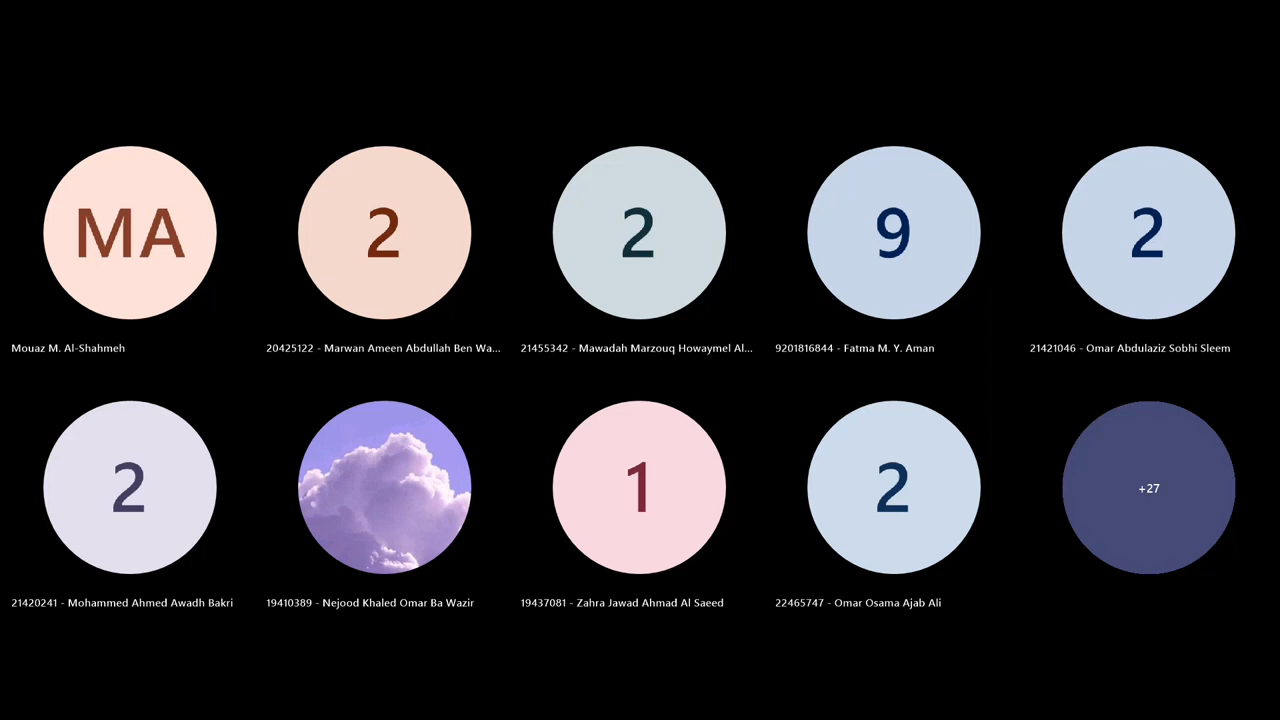 MA
2
2
9
2
Mouaz M. Al-Shahmeh
20425122 - Marwan Ameen Abdullah Ben Wa...
21455342 - Mawadah Marzouq Howaymel Al...
9201816844 - Fatma M. Y. Aman
21421046 - Omar Abdulaziz Sobhi Sleem
2
1
2
+27
21420241 - Mohammed Ahmed Awadh Bakri
19410389 - Nejood Khaled Omar Ba Wazir
19437081 - Zahra Jawad Ahmad Al Saeed
22465747 - Omar Osama Ajab Ali